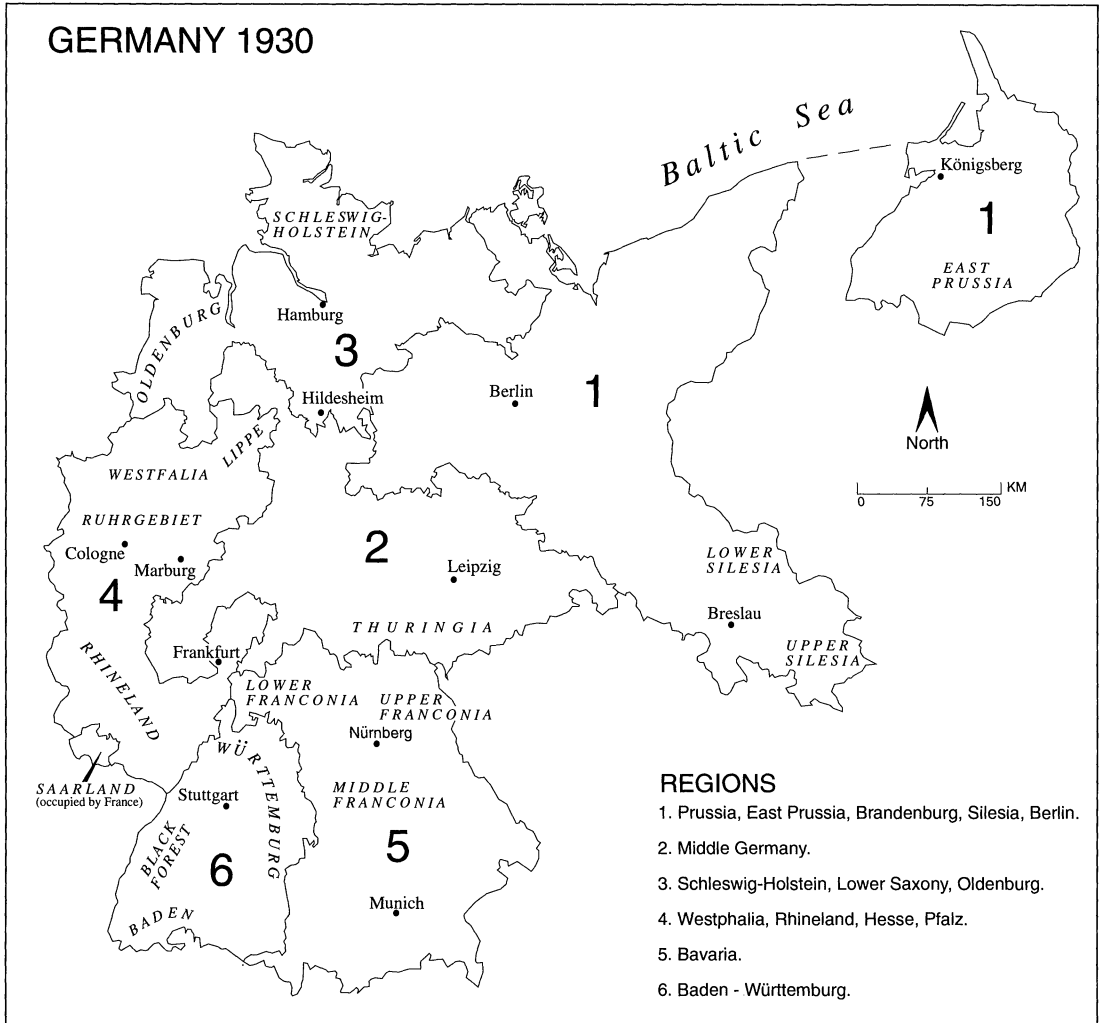 GERMANY 1930
Baltic Sea
Königsberg
1
EAST
PRUSSIA
SCHLESWIG-
HOLSTEIN
Hamburg
OLDENBURG
3
Hildesheim
Berlin
1
North
0 75 150 KM
LIPPE
WESTFALIA
RUHRGEBIET
Cologne
Marburg
4
2
Leipzig
LOWER
SILESIA
Breslau
UPPER
SILESIA
THURINGIA
Frankfurt
RHINELAND
LOWER
FRANCONIA
UPPER
FRANCONIA
Nürnberg
WÜRTTEMBURG
SAARLAND
(occupied by France)
Stuttgart
MIDDLE
FRANCONIA
BLACK
FOREST
5
6
BADEN
Munich
REGIONS
1. Prussia, East Prussia, Brandenburg, Silesia, Berlin.
2. Middle Germany.
3. Schleswig-Holstein, Lower Saxony, Oldenburg.
4. Westphalia, Rhineland, Hesse, Pfalz.
5. Bavaria.
6. Baden - Württemburg.